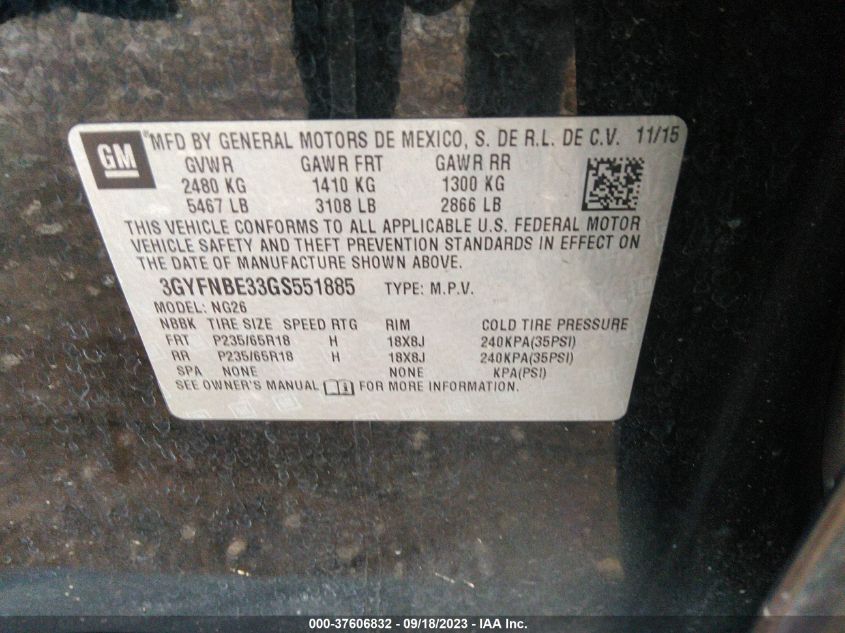 GM
®MFD BY GENERAL MOTORS DE MEXICO, S. DE R.L. DE C.V. 11/15
GVWR GAWR FRT GAWR RR
2480 KG 1410 KG 1300 KG
5467 LB 3108 LB 2866 LB
THIS VEHICLE CONFORMS TO ALL APPLICABLE U.S. FEDERAL MOTOR
VEHICLE SAFETY AND THEFT PREVENTION STANDARDS IN EFFECT ON
THE DATE OF MANUFACTURE SHOWN ABOVE.
3GYFNBE33GS551885 TYPE: M.P.V.
MODEL: NG26
NBBK TIRE SIZE SPEED RTG RIM COLD TIRE PRESSURE
FRT P235/65R18 H 18X8J 240KPA(35PSI)
RR P235/65R18 H 18X8J 240KPA(35PSI)
SPA NONE NONE KPA(PSI)
SEE OWNER'S MANUAL FOR MORE INFORMATION.
000-37606832 - 09/18/2023 - IAA Inc.